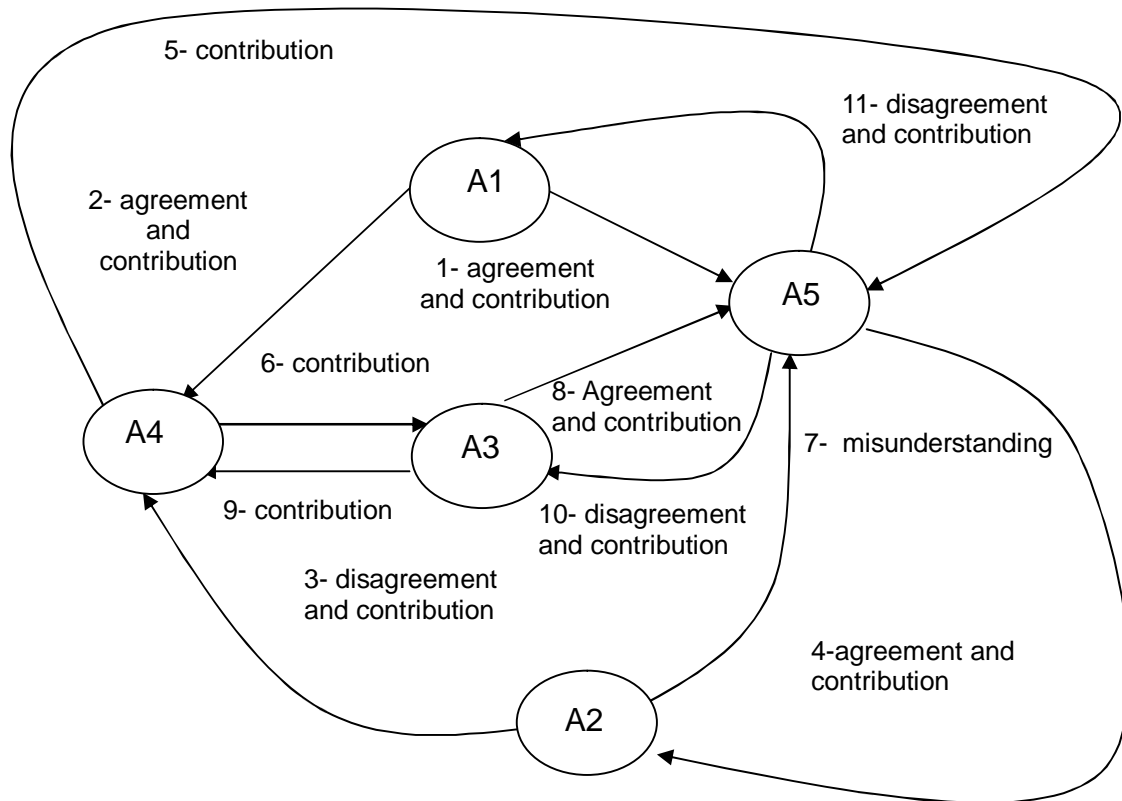 5- contribution
11- disagreement
and contribution
A1
2- agreement
and
contribution
1- agreement
and contribution
A5
6- contribution
8- Agreement
and contribution
A4
A3
7-  misunderstanding
9- contribution
10- disagreement
and contribution
3- disagreement
and contribution
4-agreement and
contribution
A2